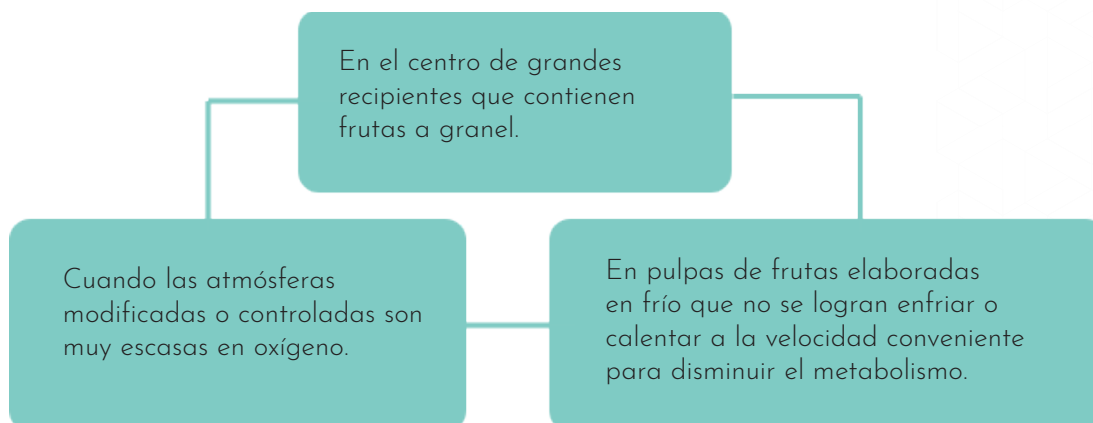 En el centro de grandes
recipientes que contienen
frutas a granel.
Cuando las atmósferas
modificadas o controladas son
muy escasas en oxígeno.
En pulpas de frutas elaboradas
en frío que no se logran enfriar o
calentar a la velocidad conveniente
para disminuir el metabolismo.